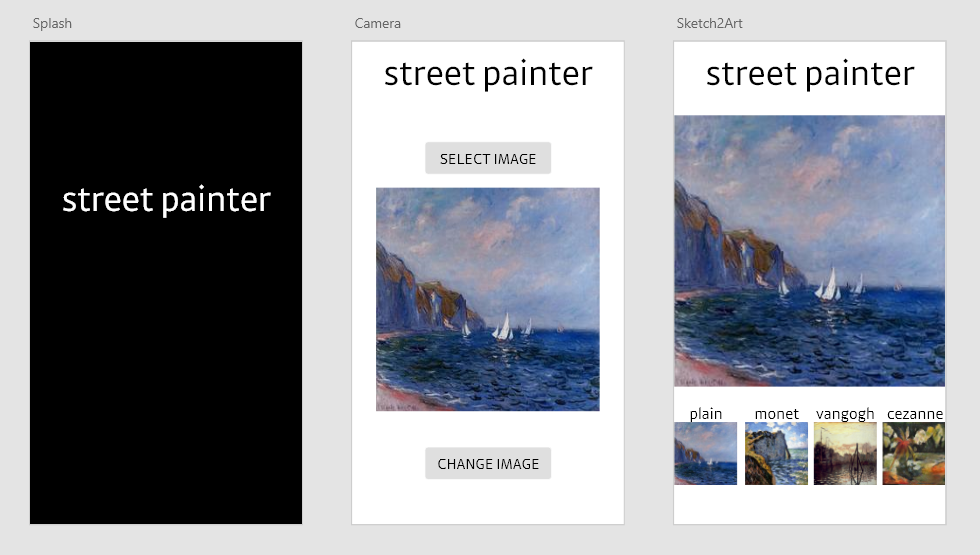 Splash
street painter
Camera
street painter
SELECT IMAGE
CHANGE IMAGE
Sketch2Art
street painter
plain monet vangogh cezanne